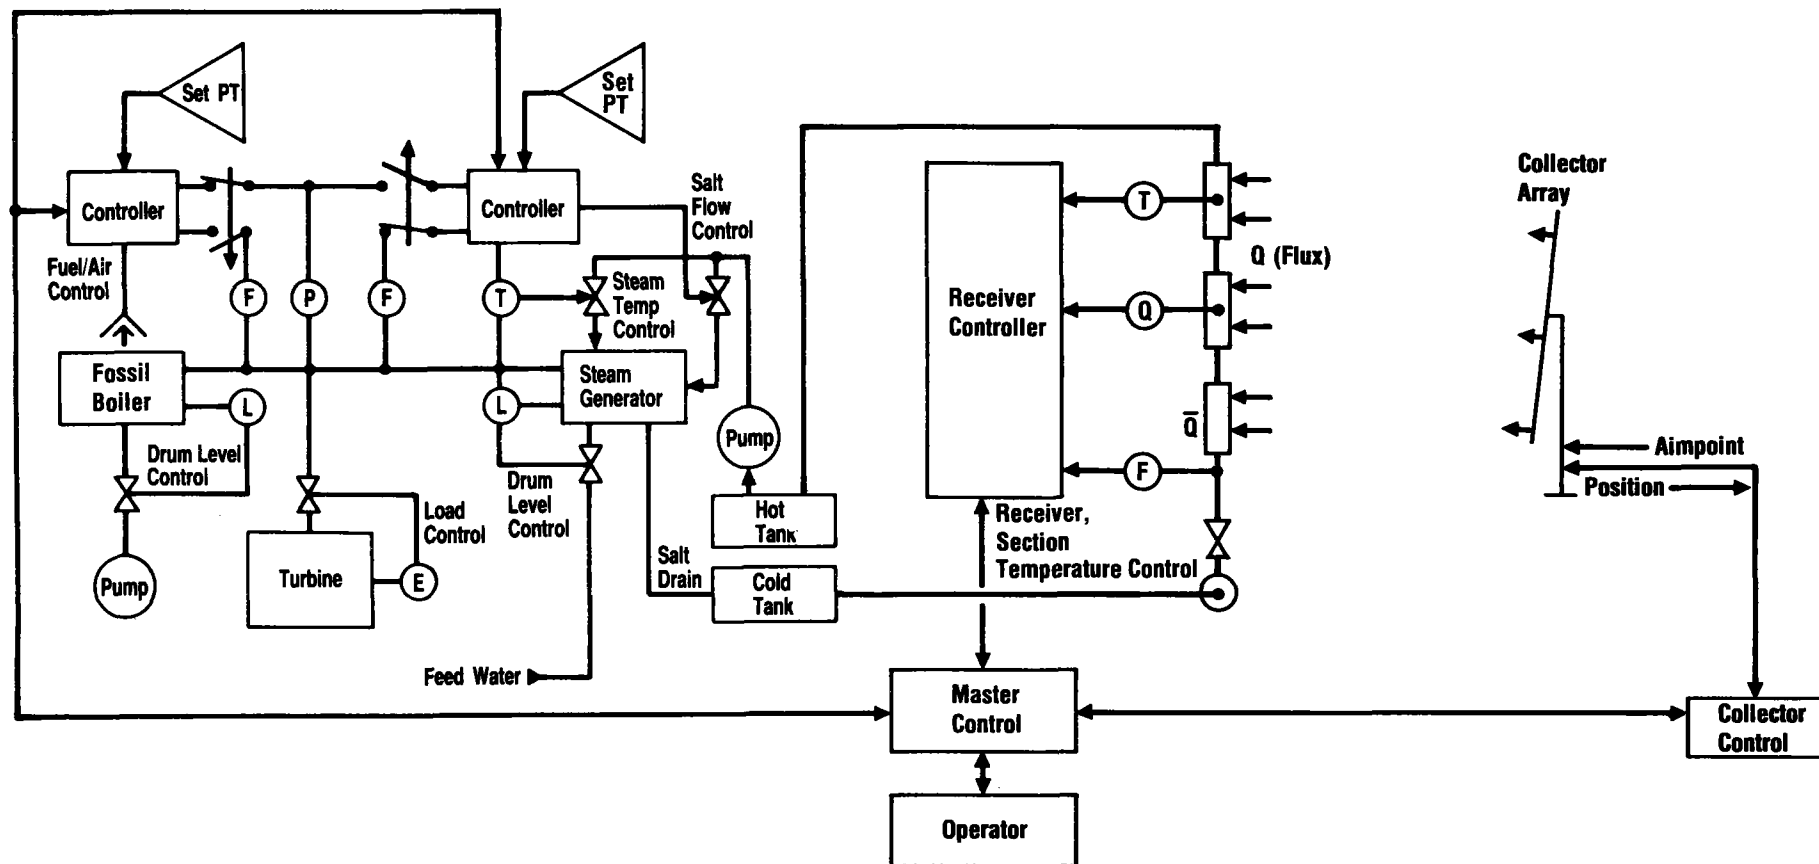 Set PT
Set
PT
Controller
Controller
Salt
Flow
Control
Collector
Array
T
Q (Flux)
Fuel/Air
Control
F
P
F
T
Steam
Temp
Control
Receiver
Controller
Q
Fossil
Boiler
L
Steam
Generator
L
Q̄
Pump
Drum Level
Control
Drum
Level
Control
F
Aimpoint
Position
Load
Control
Hot
Tank
Receiver,
Section
Temperature Control
Turbine
E
Pump
Salt
Drain
Cold
Tank
Feed Water
Master
Control
Collector
Control
Operator